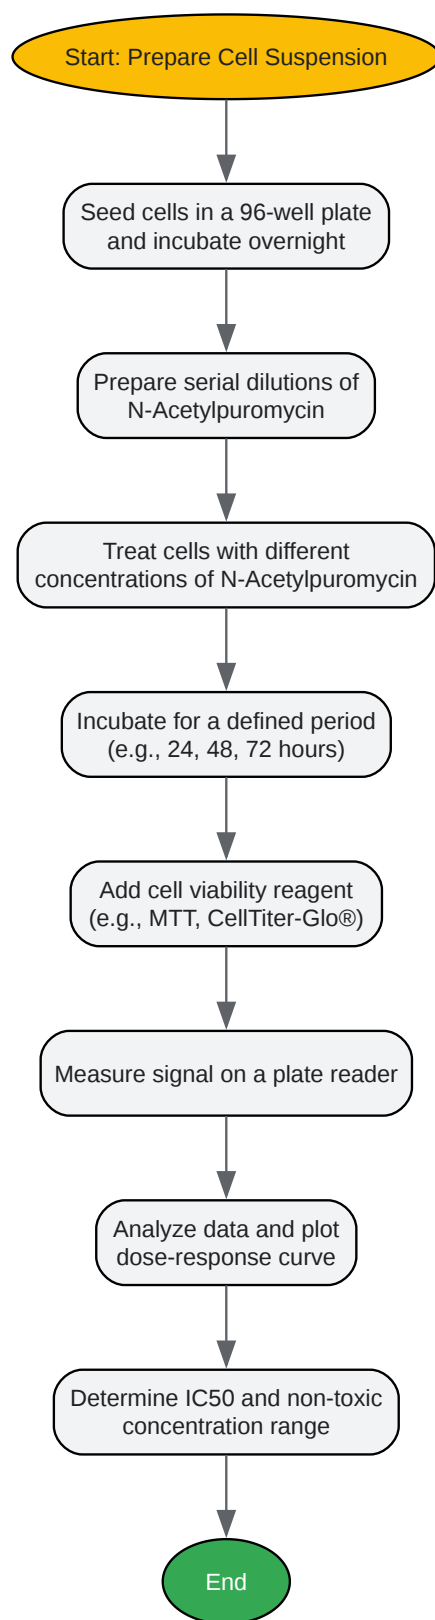 Start: Prepare Cell Suspension
Seed cells in a 96-well plate
and incubate overnight
Prepare serial dilutions of
N-Acetylpuromycin
Treat cells with different
concentrations of N-Acetylpuromycin
Incubate for a defined period
(e.g., 24, 48, 72 hours)
Add cell viability reagent
(e.g., MTT, CellTiter-Glo®)
Measure signal on a plate reader
Analyze data and plot
dose-response curve
Determine IC50 and non-toxic
concentration range
End